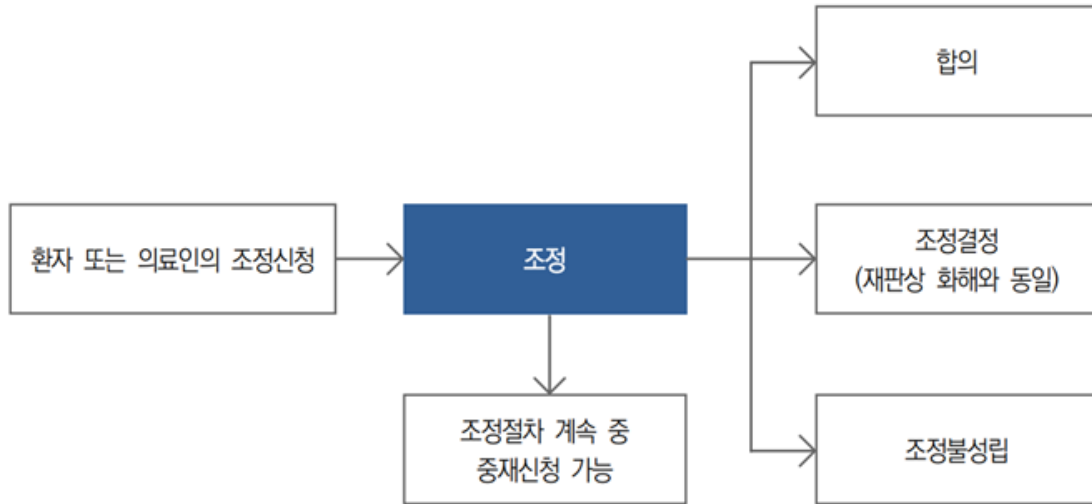 합의
환자 또는 의료인의 조정신청
조정
조정결정
(재판상 화해와 동일)
조정절차 계속 중
중재신청 가능
조정불성립